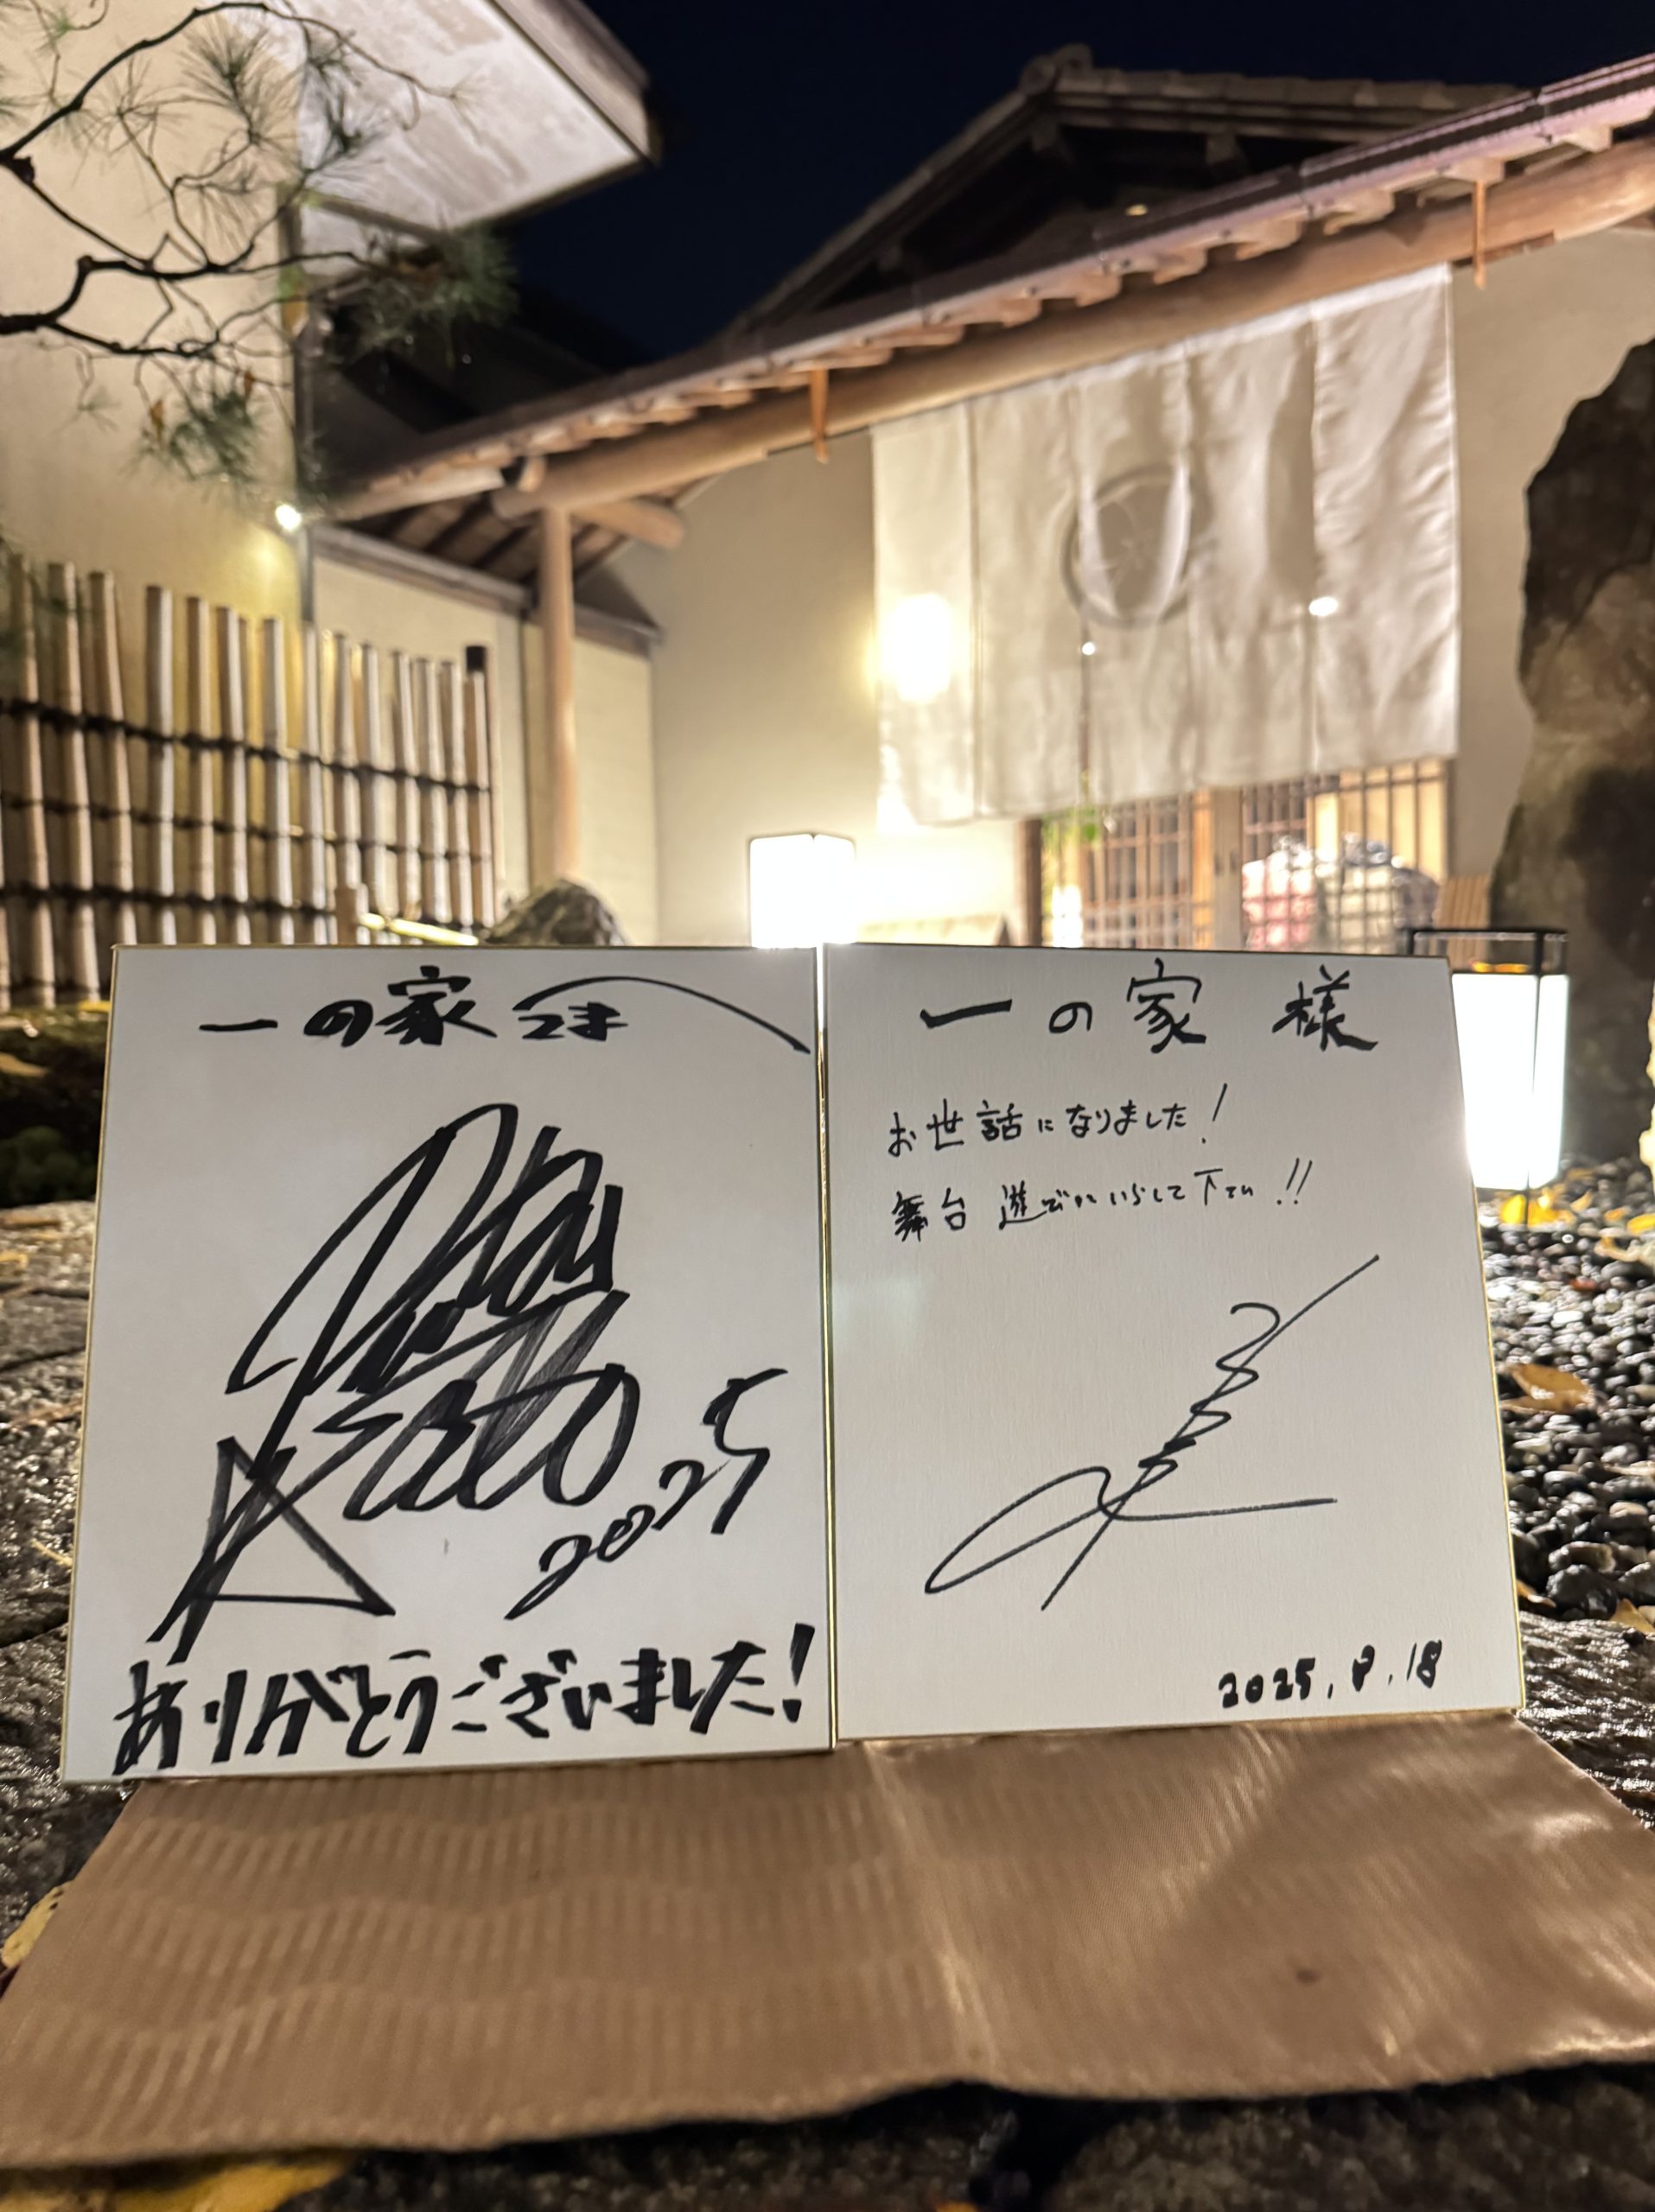 一の家さま
2025
ありがとうございました!
一の家 様
お世話になりました!
舞台 遊びにいらして下さい!!
2025.8.18